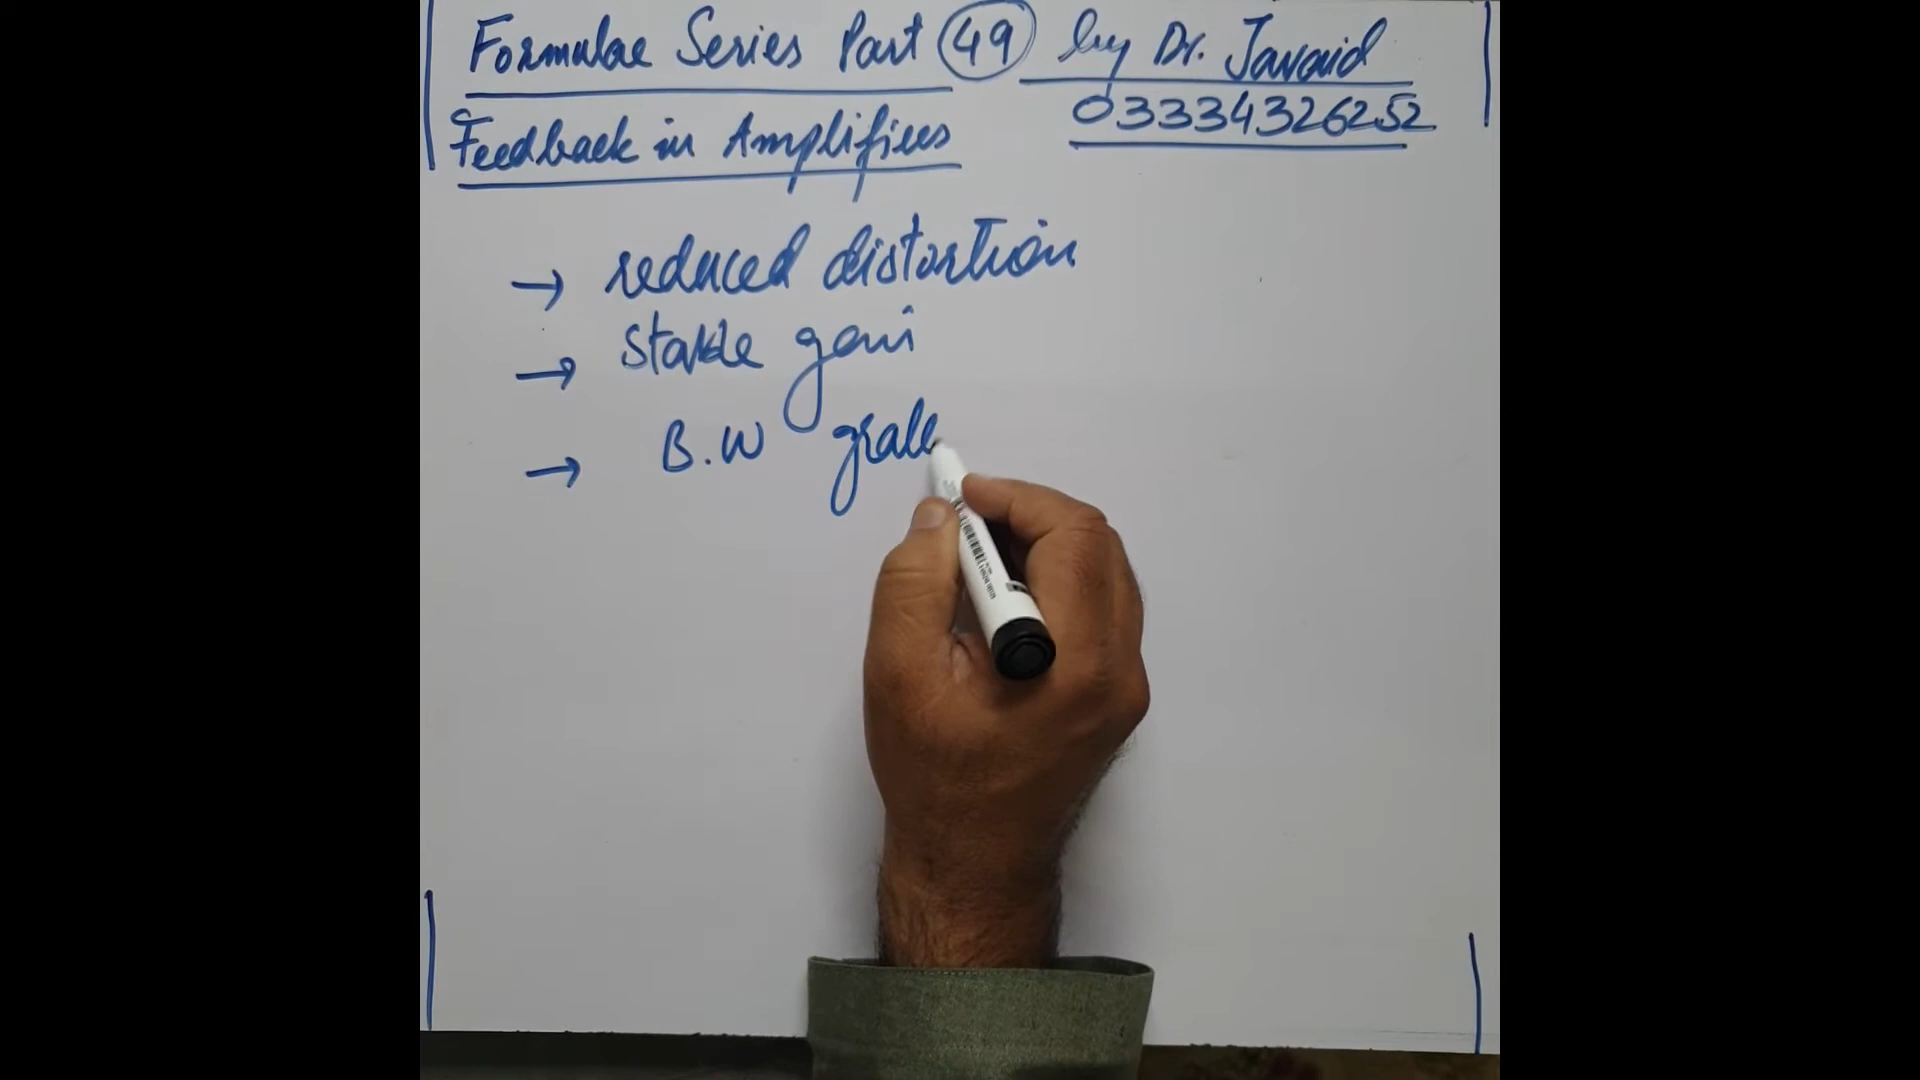 Formulae Series Part 49 by Dr. Javaid
03334326252
Feedback in Amplifiers
→ reduced distortion
→ Stable gain
→ B.W